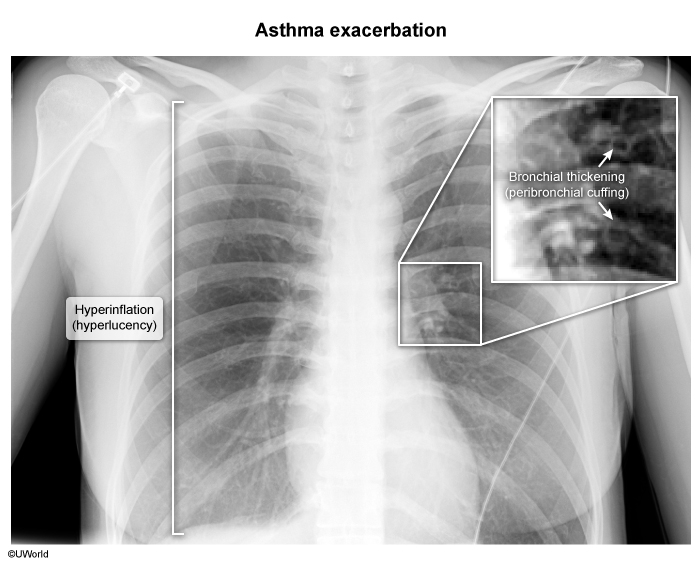 Asthma exacerbation
Bronchial thickening
(peribronchial cuffing)
Hyperinflation
(hyperlucency)
©UWorld